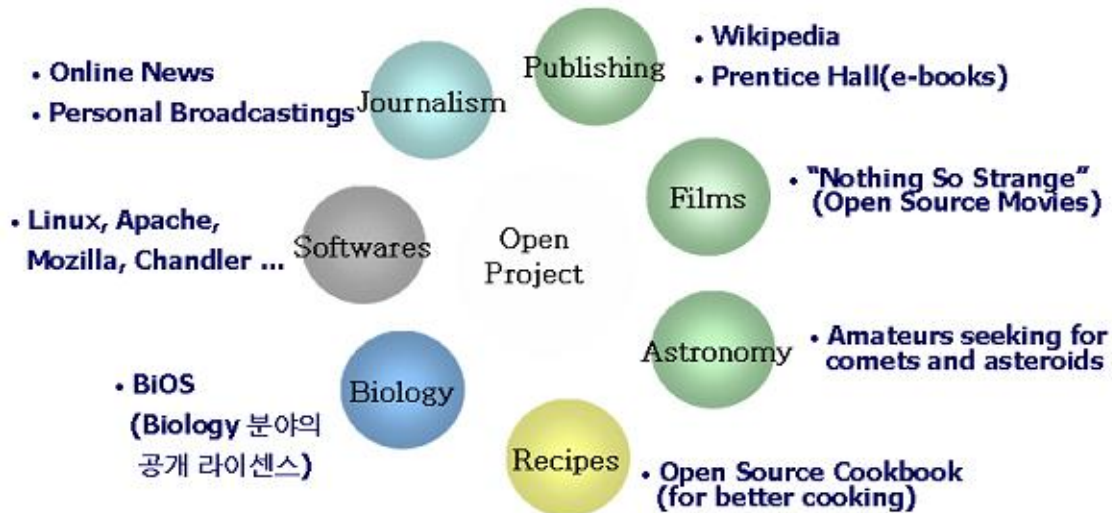 Publishing
• Wikipedia
• Prentice Hall(e-books)
• Online News
• Personal Broadcastings
Journalism
Films
• “Nothing So Strange”
(Open Source Movies)
• Linux, Apache,
Mozilla, Chandler ...
Softwares
Open
Project
Astronomy
• Amateurs seeking for
comets and asteroids
• BiOS
(Biology 분야의
공개 라이센스)
Biology
Recipes
• Open Source Cookbook
(for better cooking)